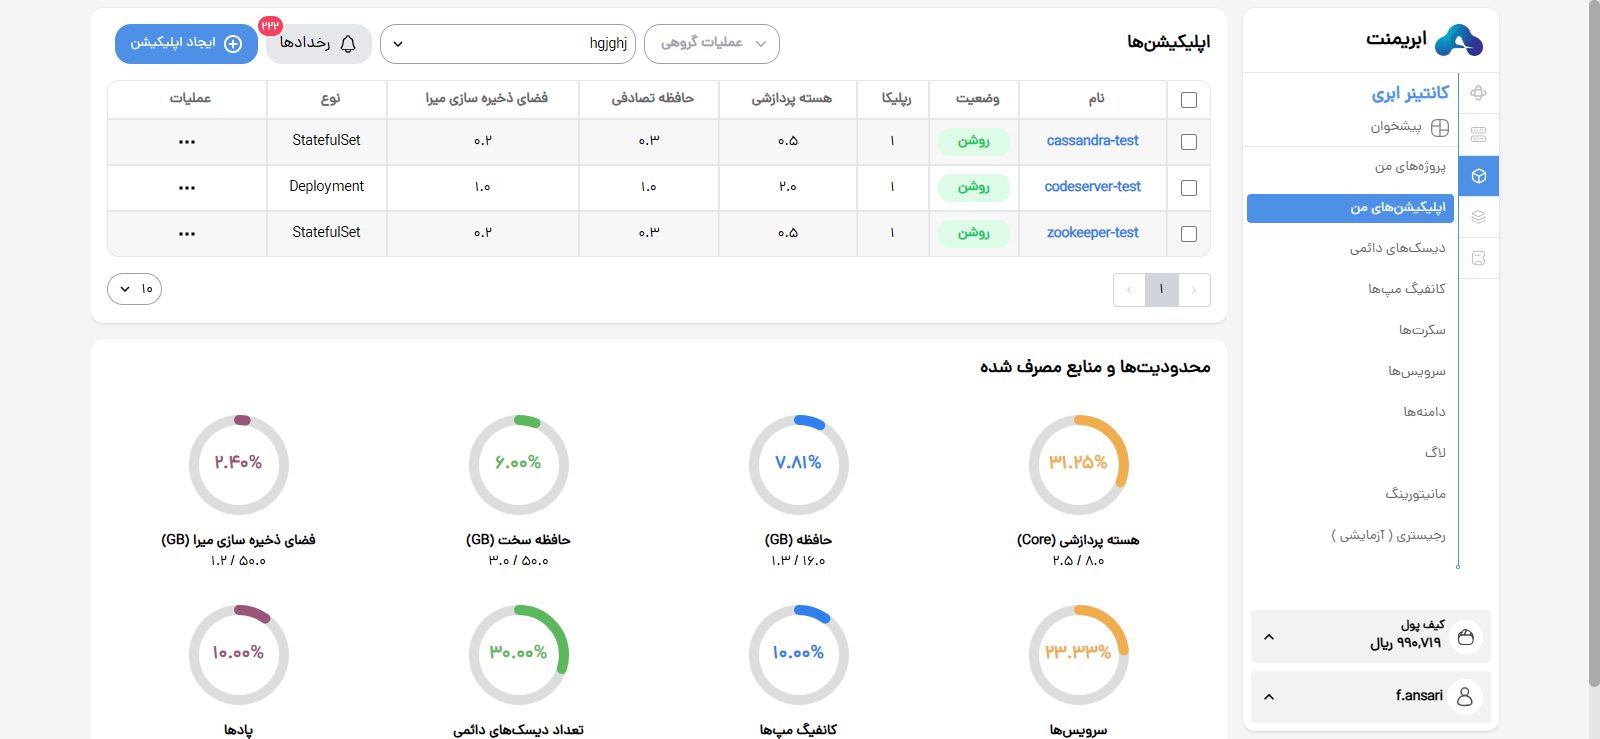 ابریمنت
کانتینر ابری
پیشخوان
پروژه‌های من
اپلیکیشن‌های من
دیسک‌های دائمی
کانفیگ مپ‌ها
سکرت‌ها
سرویس‌ها
دامنه‌ها
لاگ
مانیتورینگ
رجیستری ( آزمایشی )
کیف پول
۹۹۰,۷۱۹ ریال
f.ansari
اپلیکیشن‌ها
عملیات گروهی
hgjghj
رخدادها
۲۲۲
ایجاد اپلیکیشن
نام وضعیت رپلیکا هسته پردازشی حافظه تصادفی فضای ذخیره سازی میرا نوع عملیات
cassandra-test روشن ۱ ۰.۵ ۰.۳ ۰.۲ StatefulSet ...
codeserver-test روشن ۱ ۲.۰ ۱.۰ ۱.۰ Deployment ...
zookeeper-test روشن ۱ ۰.۵ ۰.۳ ۰.۲ StatefulSet ...
۱
۱۰
محدودیت‌ها و منابع مصرف شده
۳۱.۲۵%
هسته پردازشی (Core)
۲.۵ / ۸.۰
۷.۸۱%
حافظه (GB)
۱.۳ / ۱۶.۰
۶.۰۰%
حافظه سخت (GB)
۳.۰ / ۵۰.۰
۲.۴۰%
فضای ذخیره سازی میرا (GB)
۱.۲ / ۵۰.۰
۲۳.۳۳%
سرویس‌ها
۱۰.۰۰%
کانفیگ مپ‌ها
۳۰.۰۰%
تعداد دیسک‌های دائمی
۱۰.۰۰%
پادها